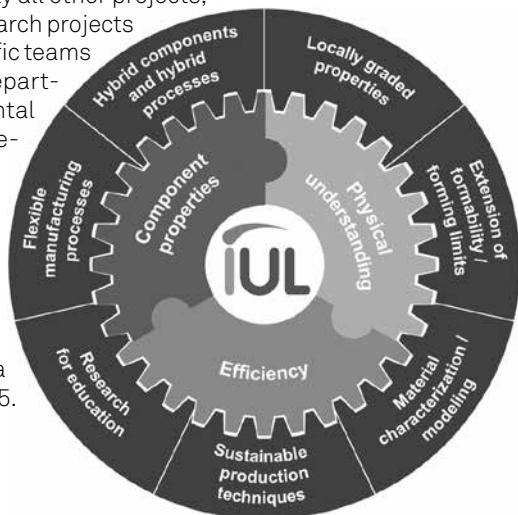 y all other projects,
arch projects
fic teams
epart-
ntal
e-
a
5.
Hybrid components
and hybrid
processes
Locally graded
properties
Extension of
formability /
forming limits
Material
characterization /
modeling
Sustainable
production
techniques
Research
for education
Flexible
manufacturing
processes
Component
properties
Physical
understanding
Efficiency
IUL